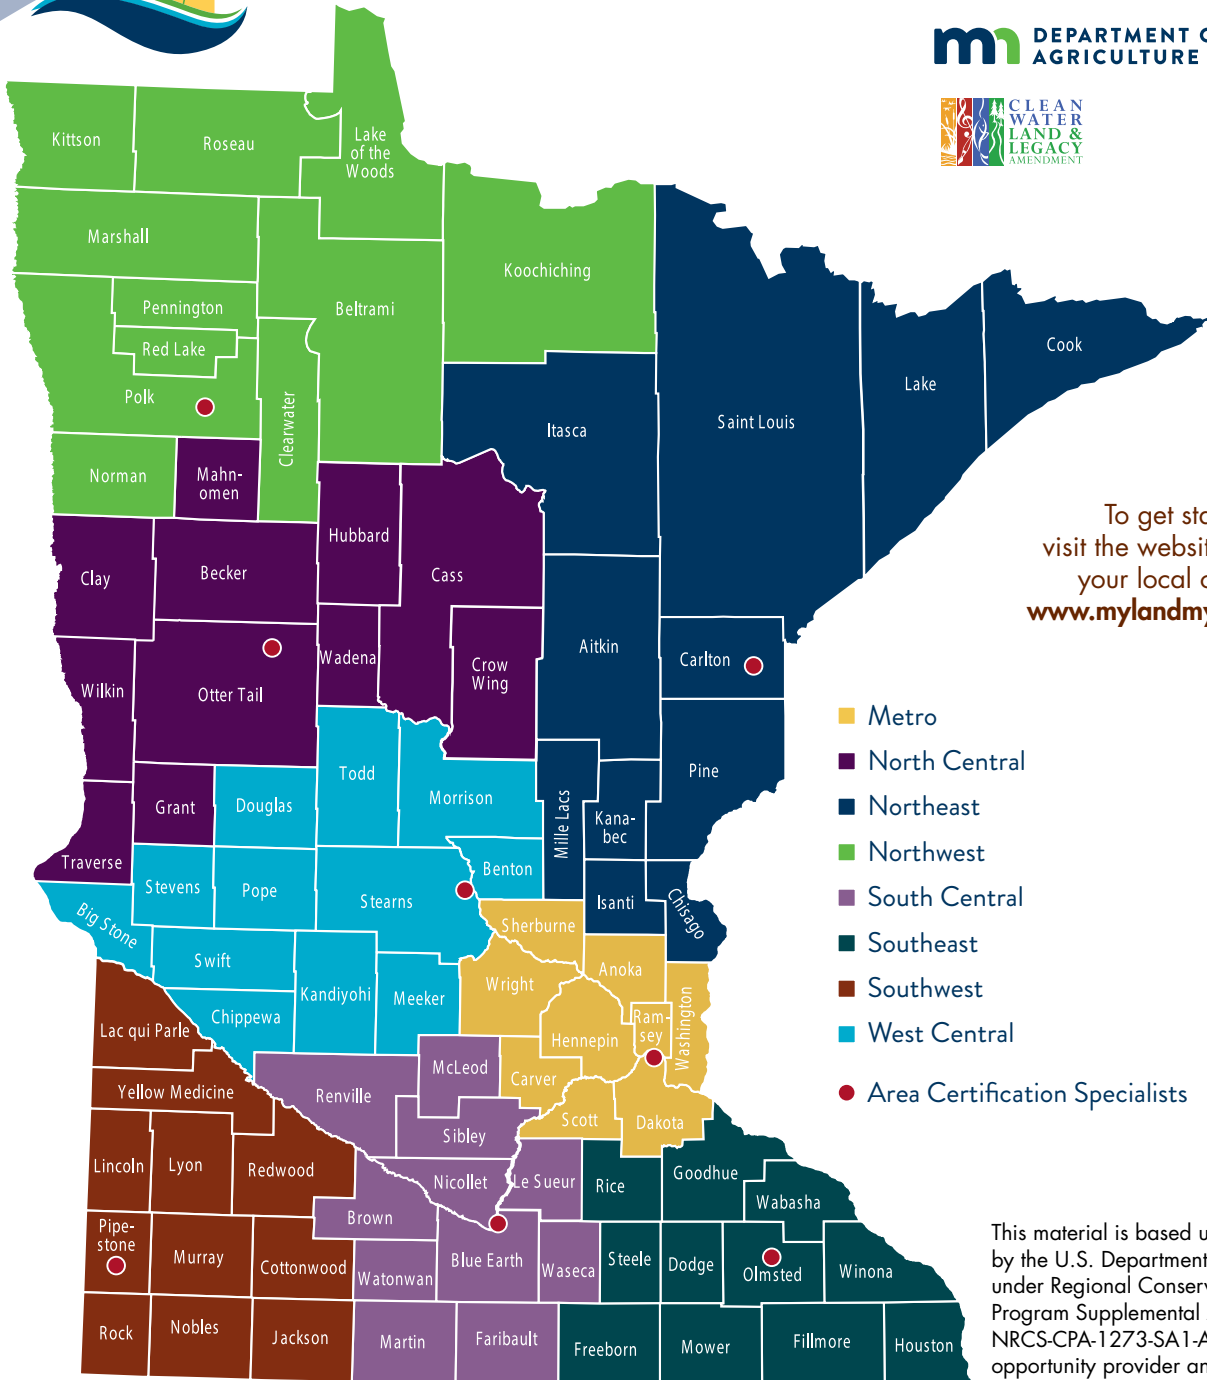 DEPARTMENT
AGRICULTURE
CLEAN
WATER
LAND &
LEGACY
AMENDMENT
Kittson
Roseau
Lake
of the
Woods
Marshall
Koochiching
Pennington
Beltrami
Red Lake
Polk
Clearwater
Cook
Lake
Saint Louis
Itasca
Norman
Mahn-
omen
Hubbard
Clay
Becker
Cass
To get
visit the
your local
Aitkin
Carlton
Wadena
Crow
Wing
Wilkin
Otter Tail
Metro
North Central
Northeast
Northwest
South Central
Southeast
Southwest
West Central
Area Certification Specialists
Pine
Todd
Morrison
Grant
Douglas
Mille Lacs
Kana-
bec
Traverse
Stevens
Pope
Stearns
Benton
Isanti
Chisago
Big Stone
Sherburne
Swift
Anoka
Wright
Kandiyohi
Meeker
Washington
Chippewa
Ram-
sey
Lac qui Parle
Hennepin
McLeod
Carver
Yellow Medicine
Renville
Scott
Dakota
Sibley
Lincoln
Lyon
Redwood
Nicollet
Le Sueur
Rice
Goodhue
Wabasha
Brown
Pipe-
stone
Murray
Cottonwood
Watonwan
Blue Earth
Waseca
Steele
Dodge
Olmsted
Winona
Rock
Nobles
Jackson
Martin
Faribault
Freeborn
Mower
Fillmore
Houston
This material is based
by the U.S. Department
under Regional
Program Supplemental
NRCS-CPA-1273-SA1-A
opportunity provider